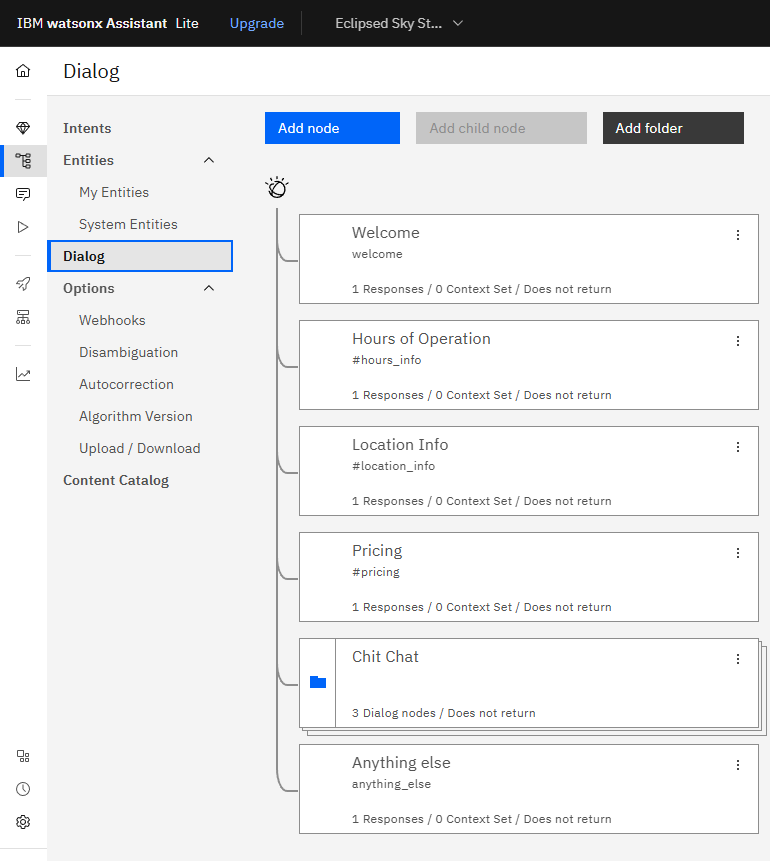 IBM watsonx Assistant Lite Upgrade Eclipsed Sky St...
Dialog
Intents
Entities
My Entities
System Entities
Dialog
Options
Webhooks
Disambiguation
Autocorrection
Algorithm Version
Upload / Download
Content Catalog
Add node Add child node Add folder
Welcome
welcome
1 Responses / 0 Context Set / Does not return
Hours of Operation
#hours_info
1 Responses / 0 Context Set / Does not return
Location Info
#location_info
1 Responses / 0 Context Set / Does not return
Pricing
#pricing
1 Responses / 0 Context Set / Does not return
Chit Chat
3 Dialog nodes / Does not return
Anything else
anything_else
1 Responses / 0 Context Set / Does not return